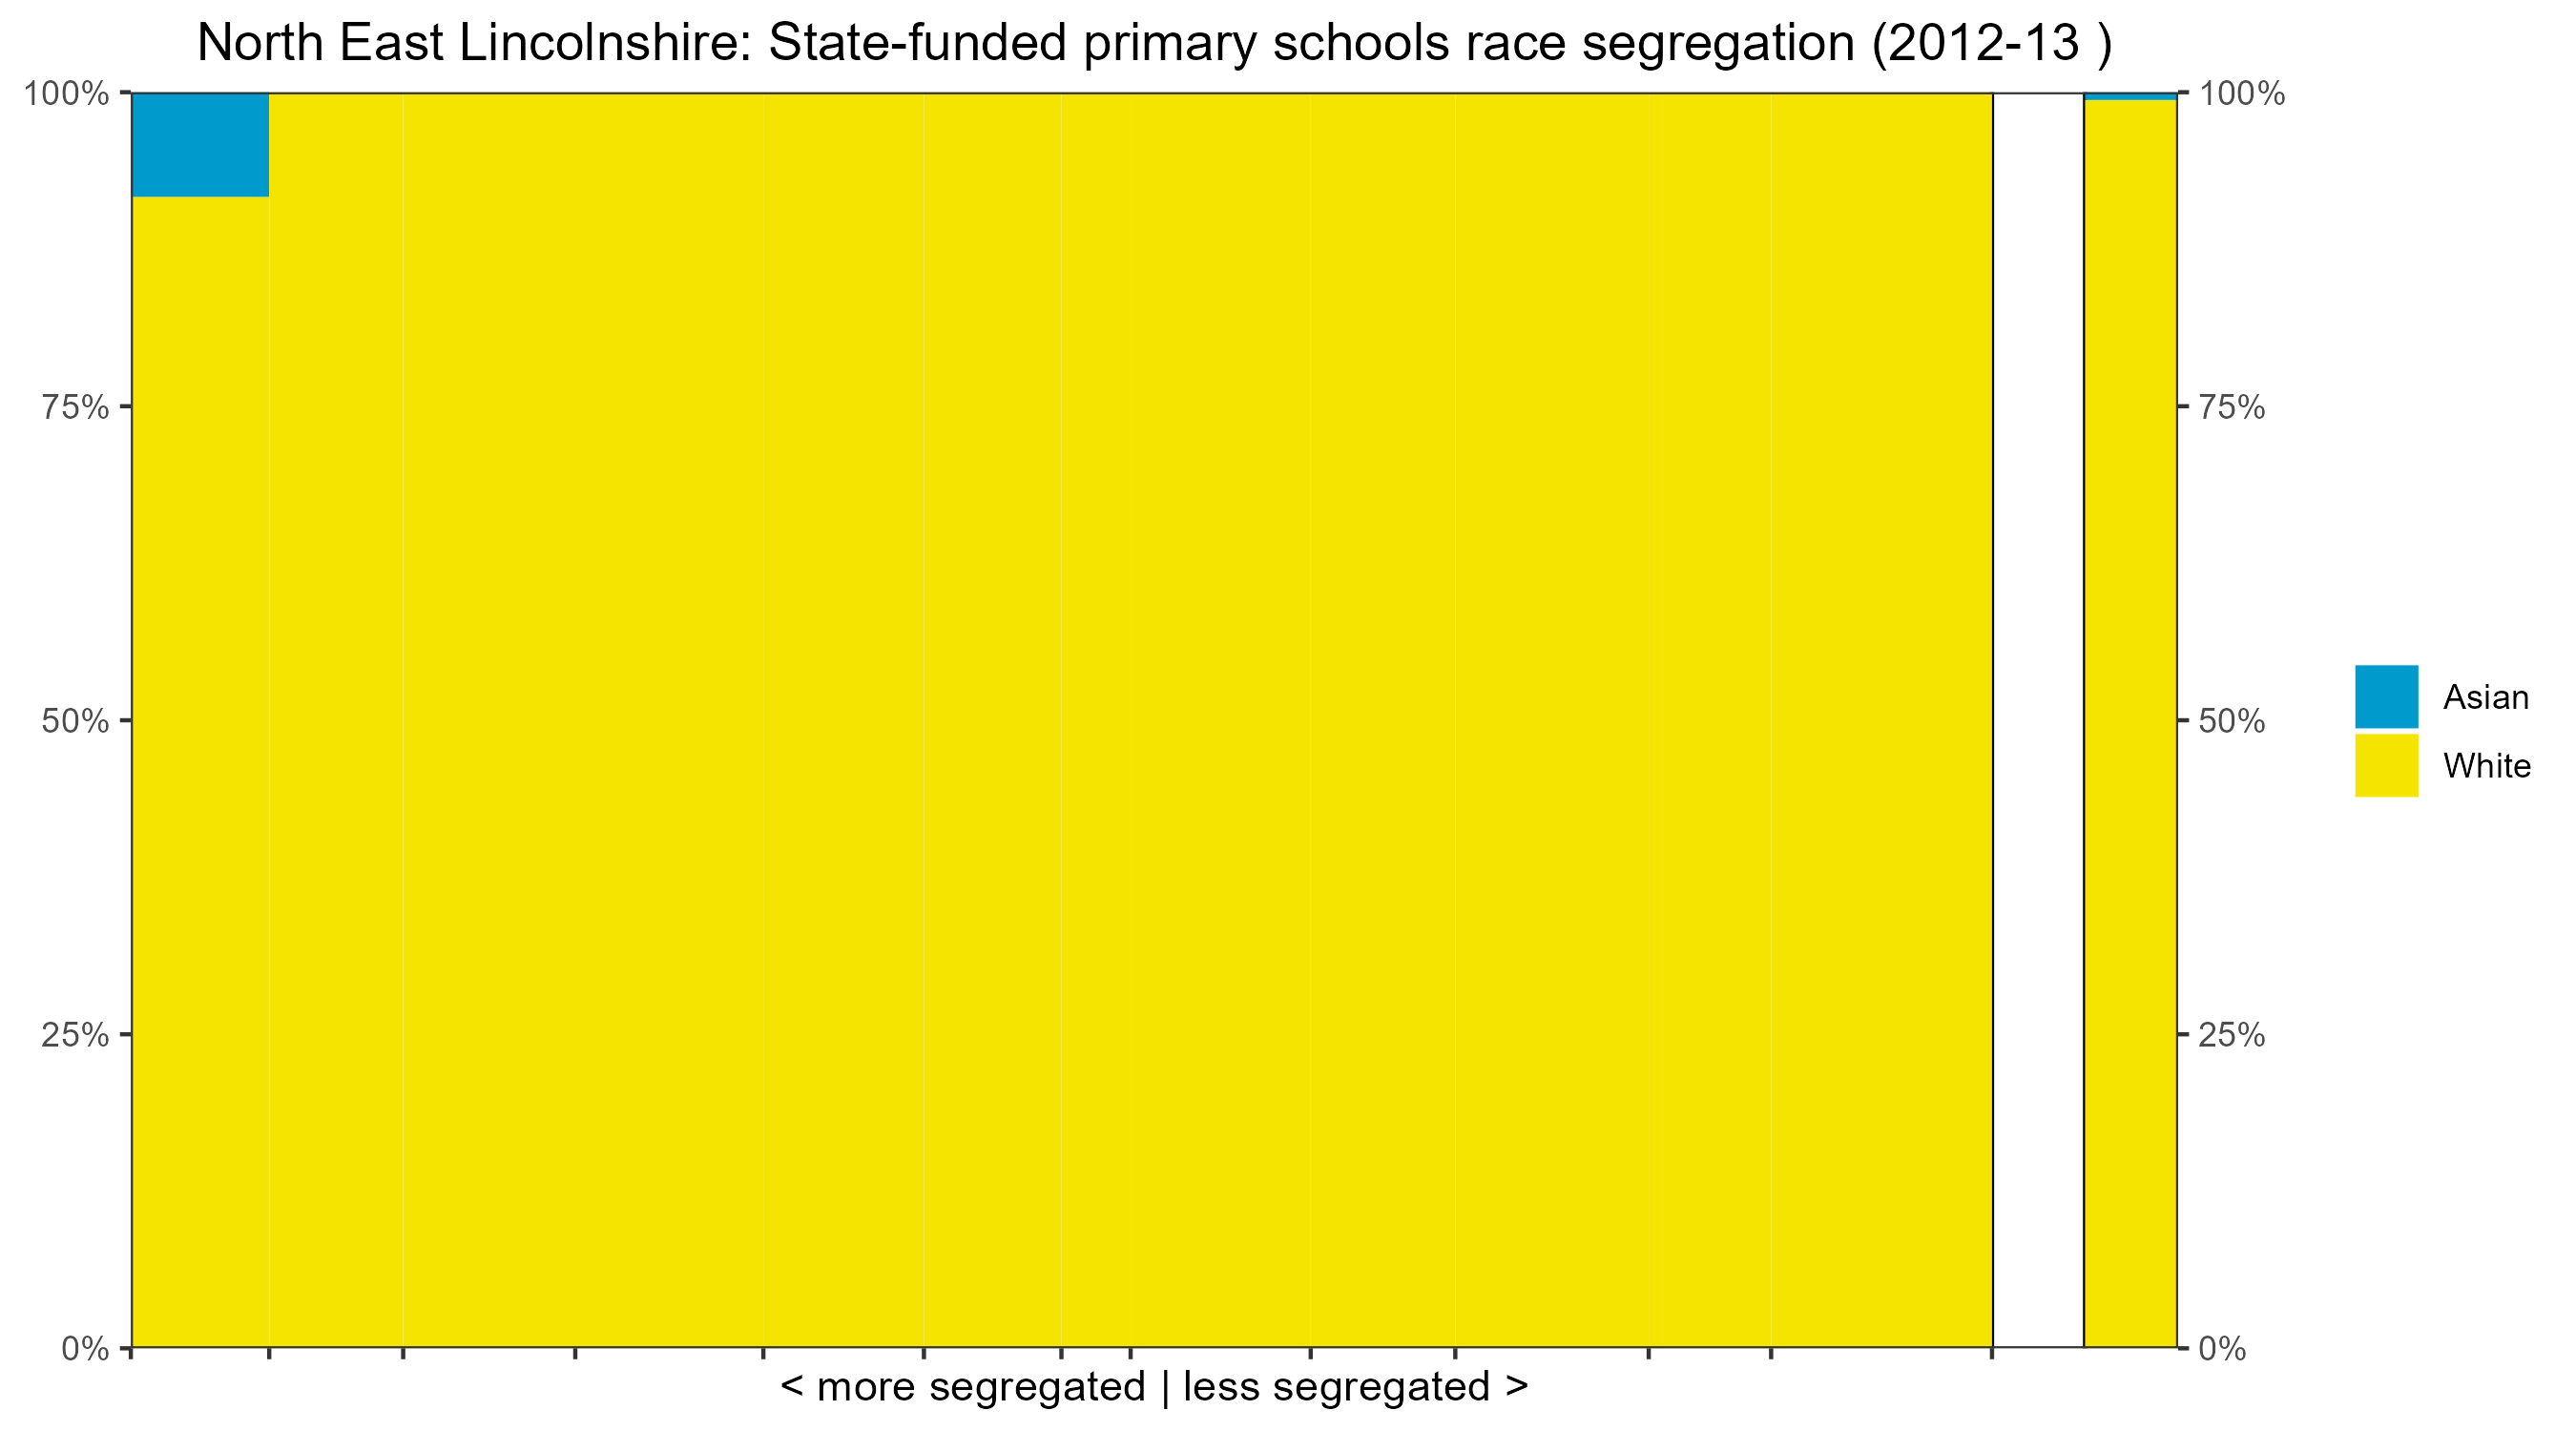 North East Lincolnshire: State-funded primary schools race segregation (2012-13 )
100%
75%
50%
25%
0%
100%
75%
50%
25%
0%
Asian
White
< more segregated | less segregated >